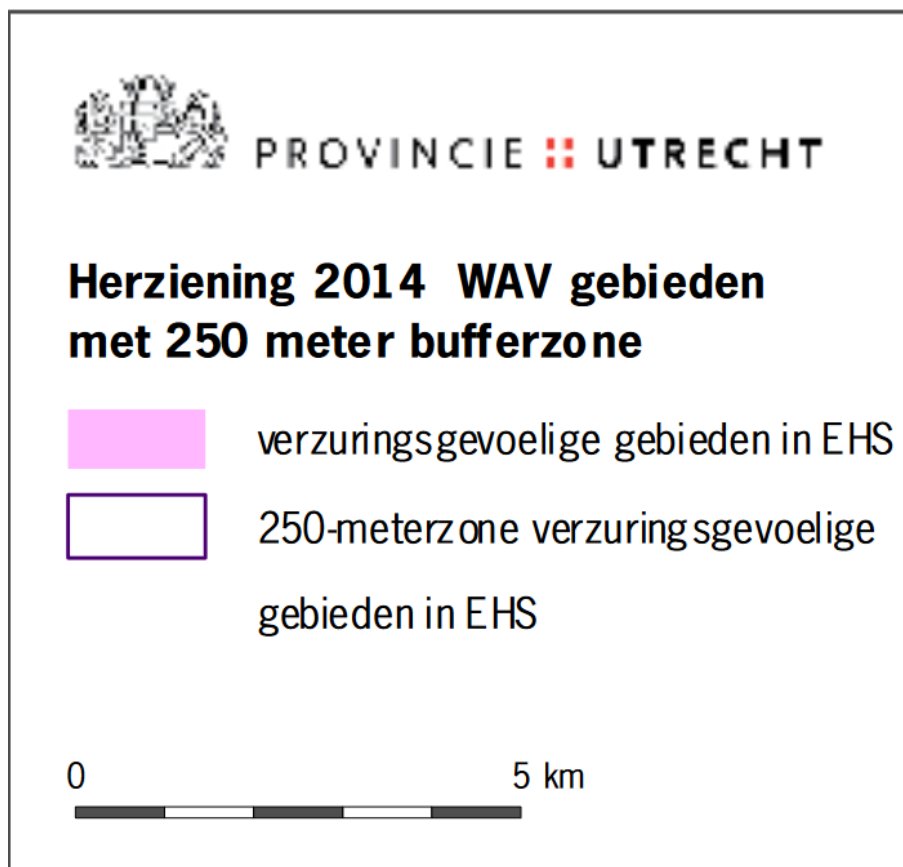 PROVINCIE :: UTRECHT
Herziening 2014 WAV gebieden
met 250 meter bufferzone
verzuringsgevoelige gebieden in EHS
250-meterzone verzuringsgevoelige
gebieden in EHS
0 5 km